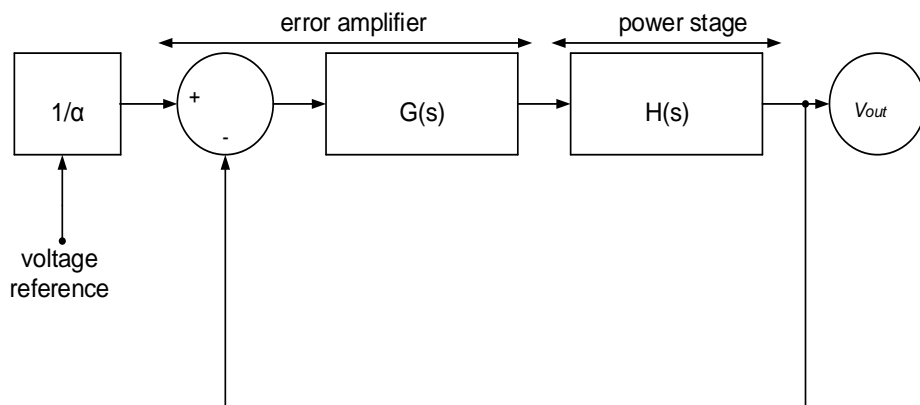 error amplifier
power stage
1/α
+
-
G(s)
H(s)
Vout
voltage
reference